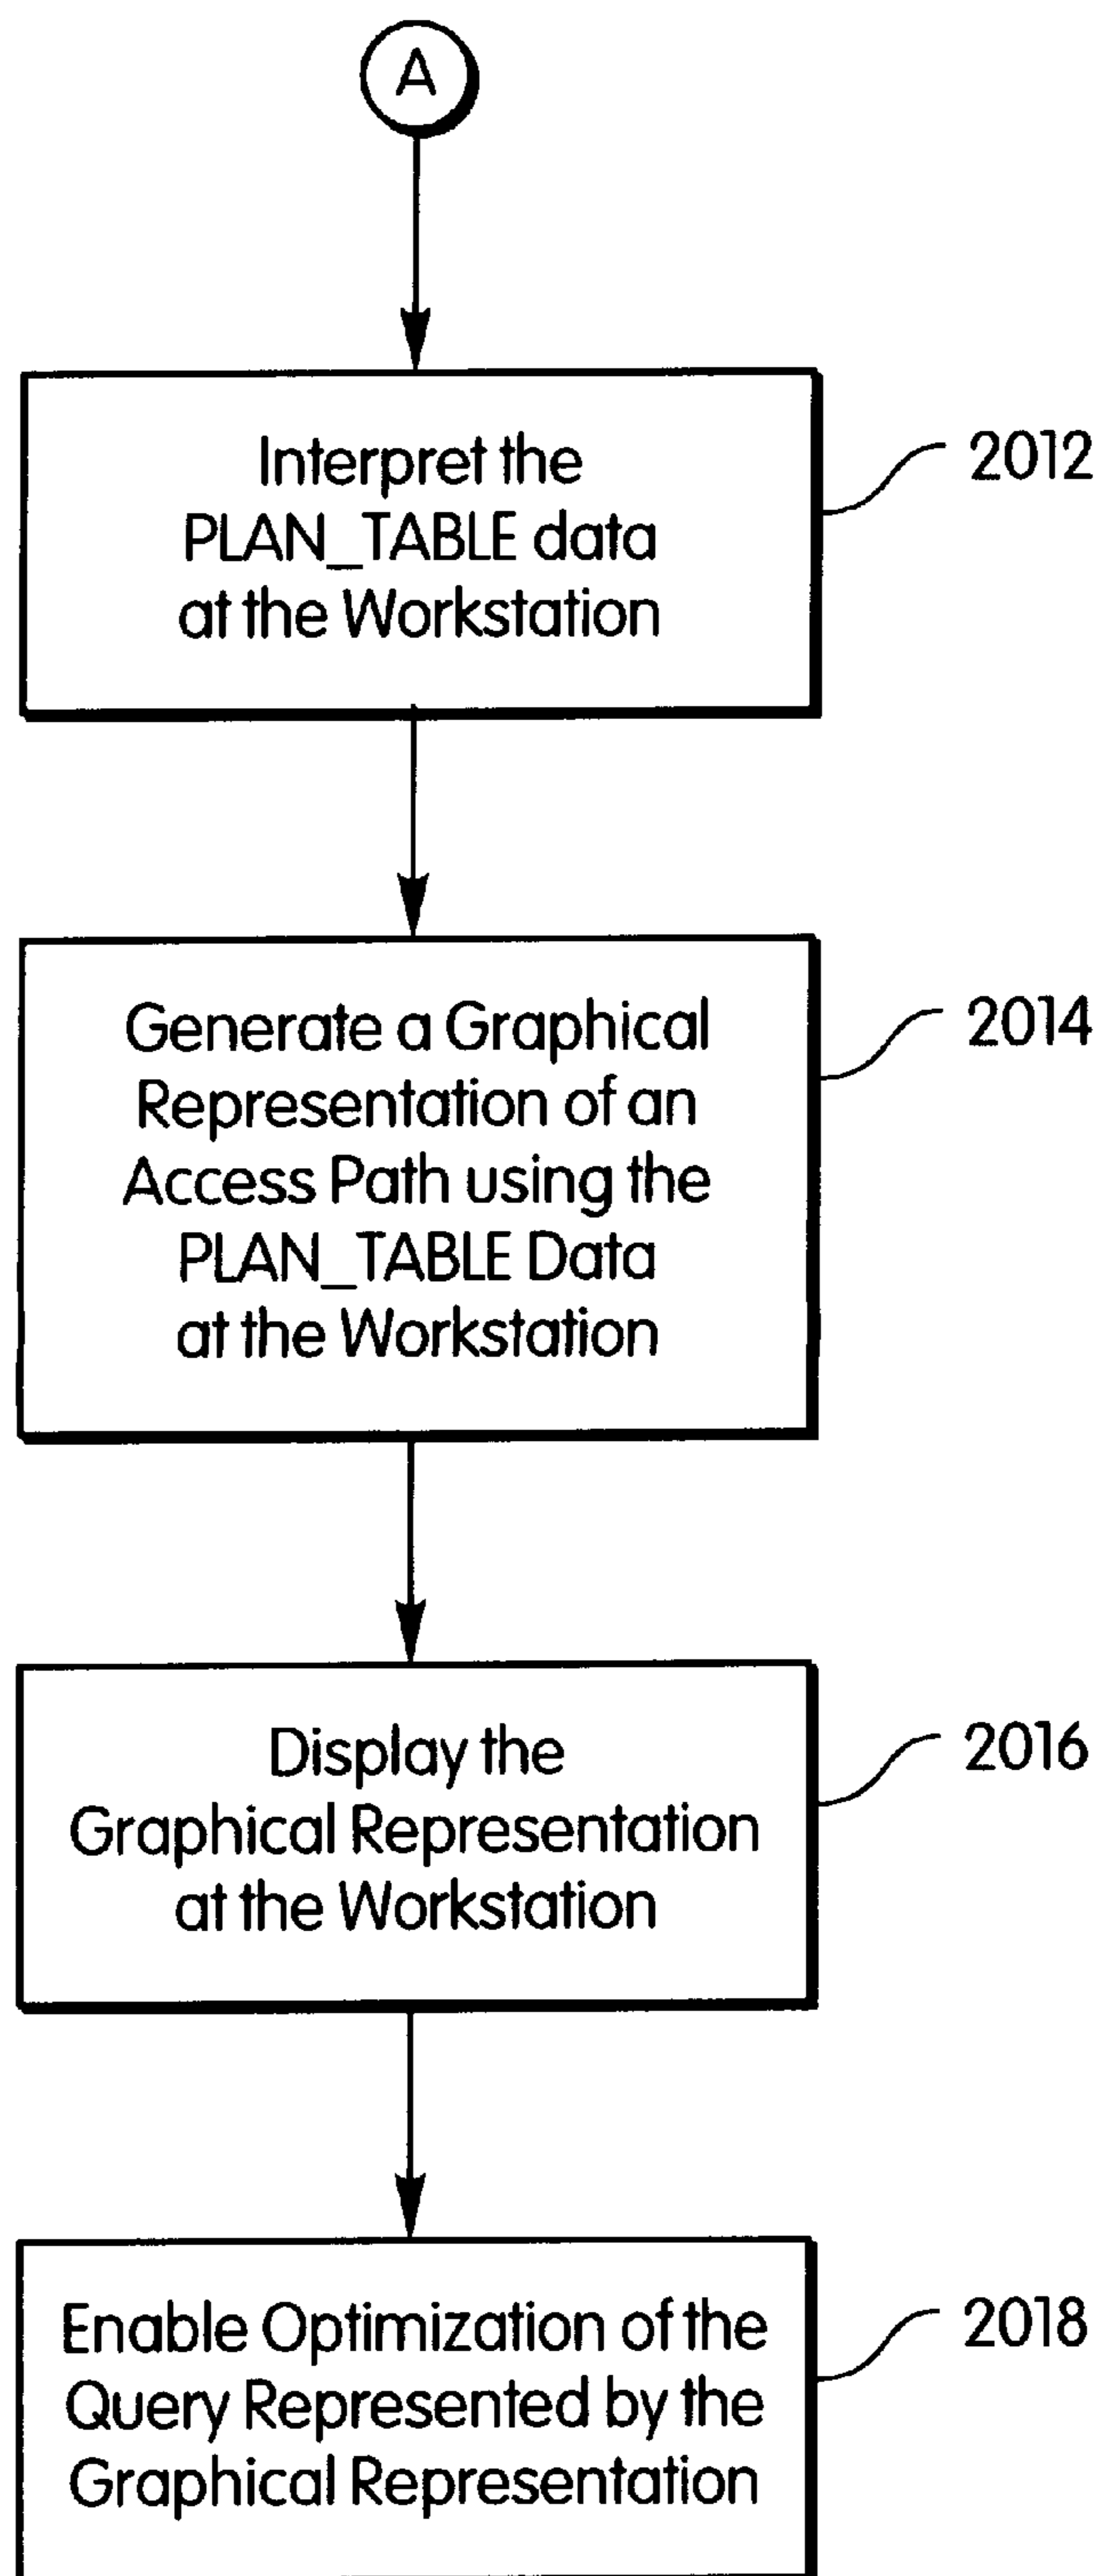 A
Interpret the
PLAN_TABLE data
at the Workstation
2012
Generate a Graphical
Representation of an
Access Path using the
PLAN_TABLE Data
at the Workstation
2014
Display the
Graphical Representation
at the Workstation
2016
Enable Optimization of the
Query Represented by the
Graphical Representation
2018